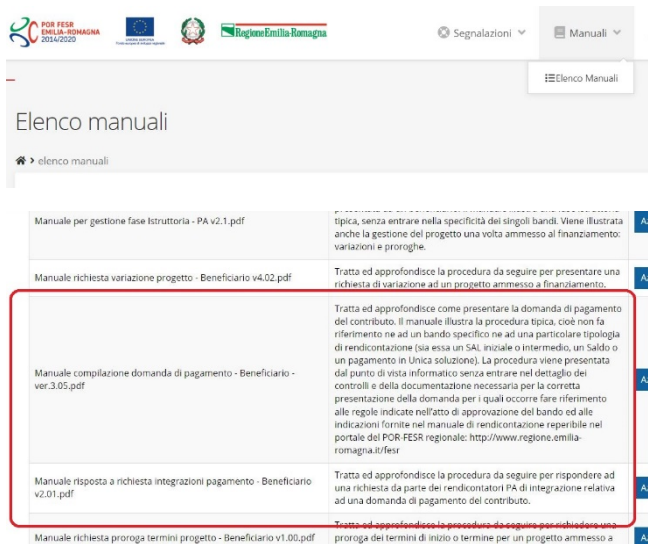 POR FESR
EMILIA-ROMAGNA
2014/2020
UNIONE EUROPEA
Regione Emilia-Romagna
Segnalazioni
Manuali
Elenco Manuali
Elenco manuali
> elenco manuali
Manuale per gestione fase Istruttoria - PA v2.1.pdf
tipica, senza entrare nella specificità dei singoli bandi. Viene illustrata
anche la gestione del progetto una volta ammesso al finanziamento:
variazioni e proroghe.
Manuale richiesta variazione progetto - Beneficiario v4.02.pdf
Tratta ed approfondisce la procedura da seguire per presentare una
richiesta di variazione ad un progetto ammesso a finanziamento.
Manuale compilazione domanda di pagamento - Beneficiario -
ver.3.05.pdf
Tratta ed approfondisce come presentare la domanda di pagamento
del contributo. Il manuale illustra la procedura tipica, cioè non fa
riferimento ne ad un bando specifico ne ad una particolare tipologia
di rendicontazione (sia essa un SAL iniziale o intermedio, un Saldo o
un pagamento in Unica soluzione). La procedura viene presentata
dal punto di vista informatico senza entrare nel dettaglio dei
controlli e della documentazione necessaria per la corretta
presentazione della domanda per i quali occorre fare riferimento
alle regole indicate nell'atto di approvazione del bando ed alle
indicazioni fornite nel manuale di rendicontazione reperibile nel
portale del POR-FESR regionale: http://www.regione.emilia-
romagna.it/fesr
Manuale risposta a richiesta integrazioni pagamento - Beneficiario
v2.01.pdf
Tratta ed approfondisce la procedura da seguire per rispondere ad
una richiesta da parte dei rendicontatori PA di integrazione relativa
ad una domanda di pagamento del contributo.
Manuale richiesta proroga termini progetto - Beneficiario v1.00.pdf
Tratta ed approfondisce la procedura da seguire per richiedere una
proroga dei termini di inizio o termine per un progetto ammesso a